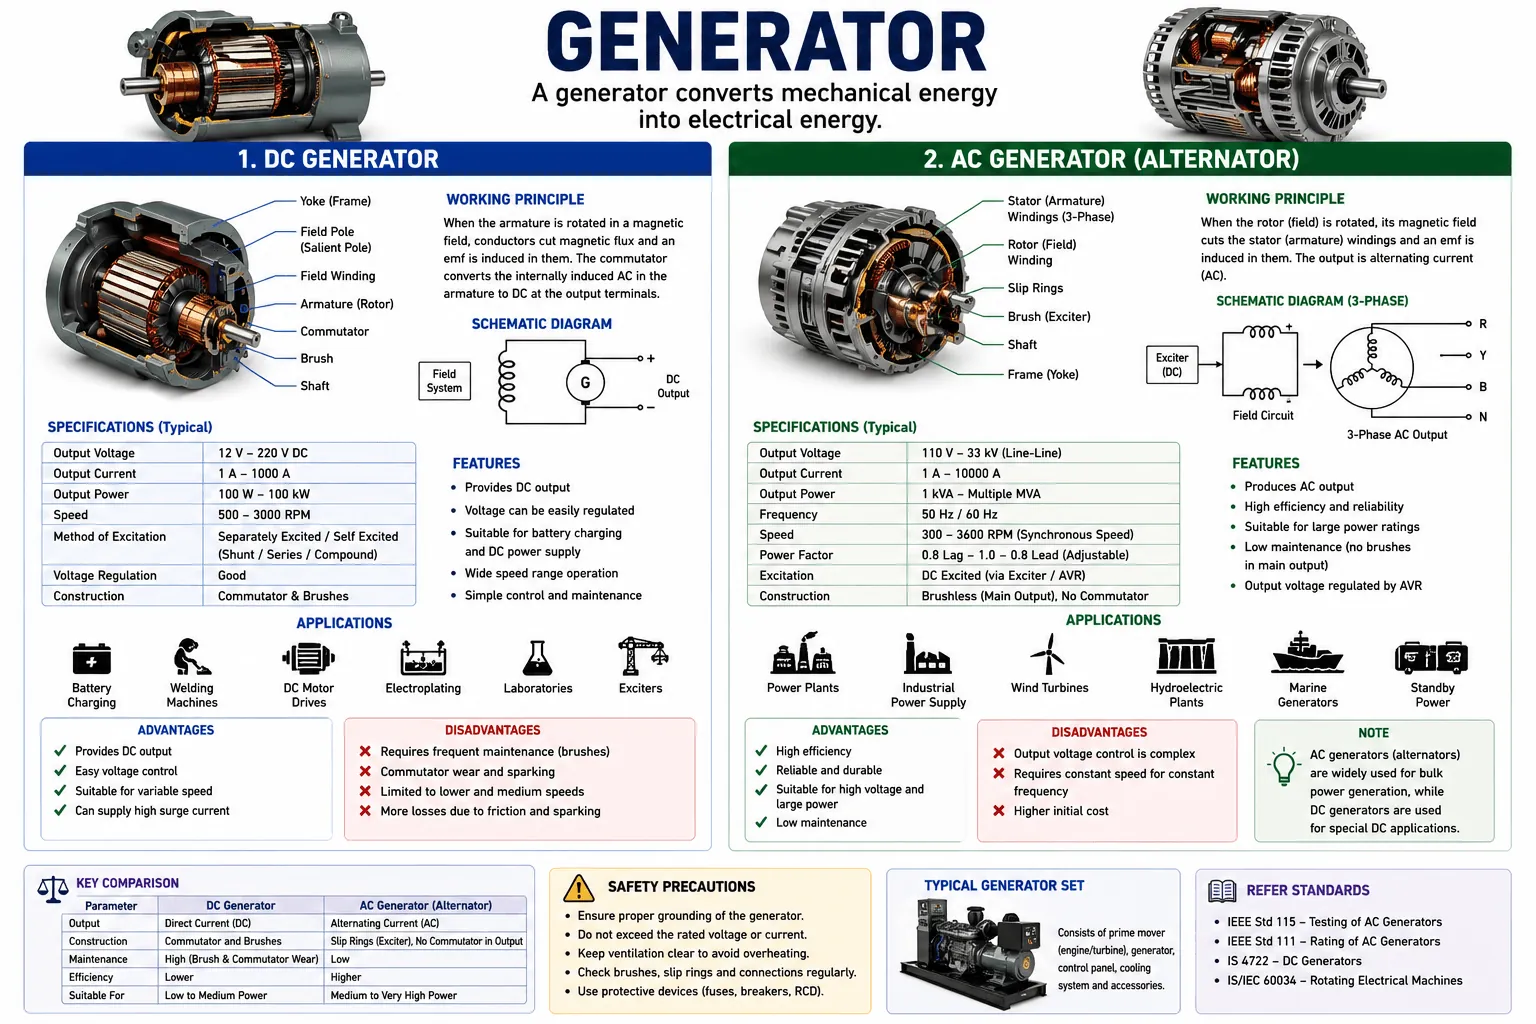 GENERATOR
A generator converts mechanical energy
into electrical energy.
1. DC GENERATOR
Yoke (Frame)
Field Pole
(Salient Pole)
Field Winding
Armature (Rotor)
Commutator
Brush
Shaft
WORKING PRINCIPLE
When the armature is rotated in a magnetic
field, conductors cut magnetic flux and an
emf is induced in them. The commutator
converts the internally induced AC in the
armature to DC at the output terminals.
SCHEMATIC DIAGRAM
Field
System
G
+
DC
Output
−
SPECIFICATIONS (Typical)
Output Voltage 12 V – 220 V DC
Output Current 1 A – 1000 A
Output Power 100 W – 100 kW
Speed 500 – 3000 RPM
Method of Excitation Separately Excited / Self Excited
(Shunt / Series / Compound)
Voltage Regulation Good
Construction Commutator & Brushes
FEATURES
• Provides DC output
• Voltage can be easily regulated
• Suitable for battery charging
and DC power supply
• Wide speed range operation
• Simple control and maintenance
APPLICATIONS
Battery
Charging
Welding
Machines
DC Motor
Drives
Electroplating
Laboratories
Exciters
ADVANTAGES
✓ Provides DC output
✓ Easy voltage control
✓ Suitable for variable speed
✓ Can supply high surge current
DISADVANTAGES
✗ Requires frequent maintenance (brushes)
✗ Commutator wear and sparking
✗ Limited to lower and medium speeds
✗ More losses due to friction and sparking
2. AC GENERATOR (ALTERNATOR)
Stator (Armature)
Windings (3-Phase)
Rotor (Field)
Winding
Slip Rings
Brush (Exciter)
Shaft
Frame (Yoke)
WORKING PRINCIPLE
When the rotor (field) is rotated, its magnetic field
cuts the stator (armature) windings and an emf is
induced in them. The output is alternating current
(AC).
SCHEMATIC DIAGRAM (3-PHASE)
Exciter
(DC)
+
-
Field Circuit
R
Y
B
N
3-Phase AC Output
SPECIFICATIONS (Typical)
Output Voltage 110 V – 33 kV (Line-Line)
Output Current 1 A – 10000 A
Output Power 1 kVA – Multiple MVA
Frequency 50 Hz / 60 Hz
Speed 300 – 3600 RPM (Synchronous Speed)
Power Factor 0.8 Lag – 1.0 – 0.8 Lead (Adjustable)
Excitation DC Excited (via Exciter / AVR)
Construction Brushless (Main Output), No Commutator
FEATURES
• Produces AC output
• High efficiency and reliability
• Suitable for large power ratings
• Low maintenance (no brushes
in main output)
• Output voltage regulated by AVR
APPLICATIONS
Power Plants
Industrial
Power Supply
Wind Turbines
Hydroelectric
Plants
Marine
Generators
Standby
Power
ADVANTAGES
✓ High efficiency
✓ Reliable and durable
✓ Suitable for high voltage and
large power
✓ Low maintenance
DISADVANTAGES
✗ Output voltage control is complex
✗ Requires constant speed for constant
frequency
✗ Higher initial cost
NOTE
AC generators (alternators)
are widely used for bulk
power generation, while
DC generators are used
for special DC applications.
KEY COMPARISON
Parameter DC Generator AC Generator (Alternator)
Output Direct Current (DC) Alternating Current (AC)
Construction Commutator and Brushes Slip Rings (Exciter), No Commutator in Output
Maintenance High (Brush & Commutator Wear) Low
Efficiency Lower Higher
Suitable For Low to Medium Power Medium to Very High Power
SAFETY PRECAUTIONS
• Ensure proper grounding of the generator.
• Do not exceed the rated voltage or current.
• Keep ventilation clear to avoid overheating.
• Check brushes, slip rings and connections regularly.
• Use protective devices (fuses, breakers, RCD).
TYPICAL GENERATOR SET
Consists of prime mover
(engine/turbine), generator,
control panel, cooling
system and accessories.
REFER STANDARDS
• IEEE Std 115 – Testing of AC Generators
• IEEE Std 111 – Rating of AC Generators
• IS 4722 – DC Generators
• IS/IEC 60034 – Rotating Electrical Machines